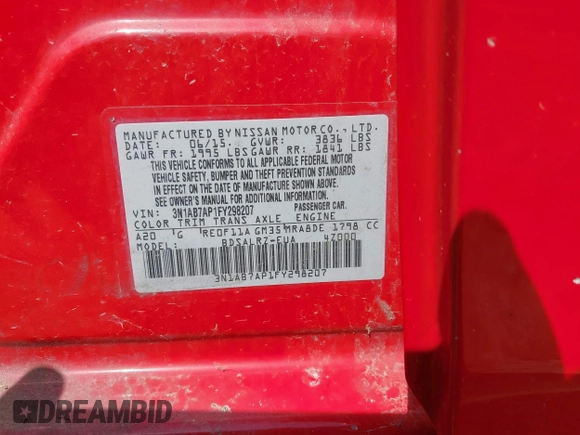 MANUFACTURED BY NISSAN MOTOR CO., LTD.
DATE: 06/15. GVWR: 3836 LBS
GAWR FR: 1995 LBS GAWR RR: 1841 LBS
THIS VEHICLE CONFORMS TO ALL APPLICABLE FEDERAL MOTOR
VEHICLE SAFETY, BUMPER AND THEFT PREVENTION STANDARDS
IN EFFECT ON THE DATE OF MANUFACTURE SHOWN ABOVE.
SEE OWNER'S MANUAL FOR ADDITIONAL INFORMATION.
VIN: 3N1AB7AP1FY298207 PASSENGER CAR.
COLOR TRIM TRANS AXLE ENGINE
A20 G RE0F11A GM35 MRA8DE 1798 CC
MODEL: BDSALRZ-EUA 47000
3N1AB7AP1FY298207
DREAMBID